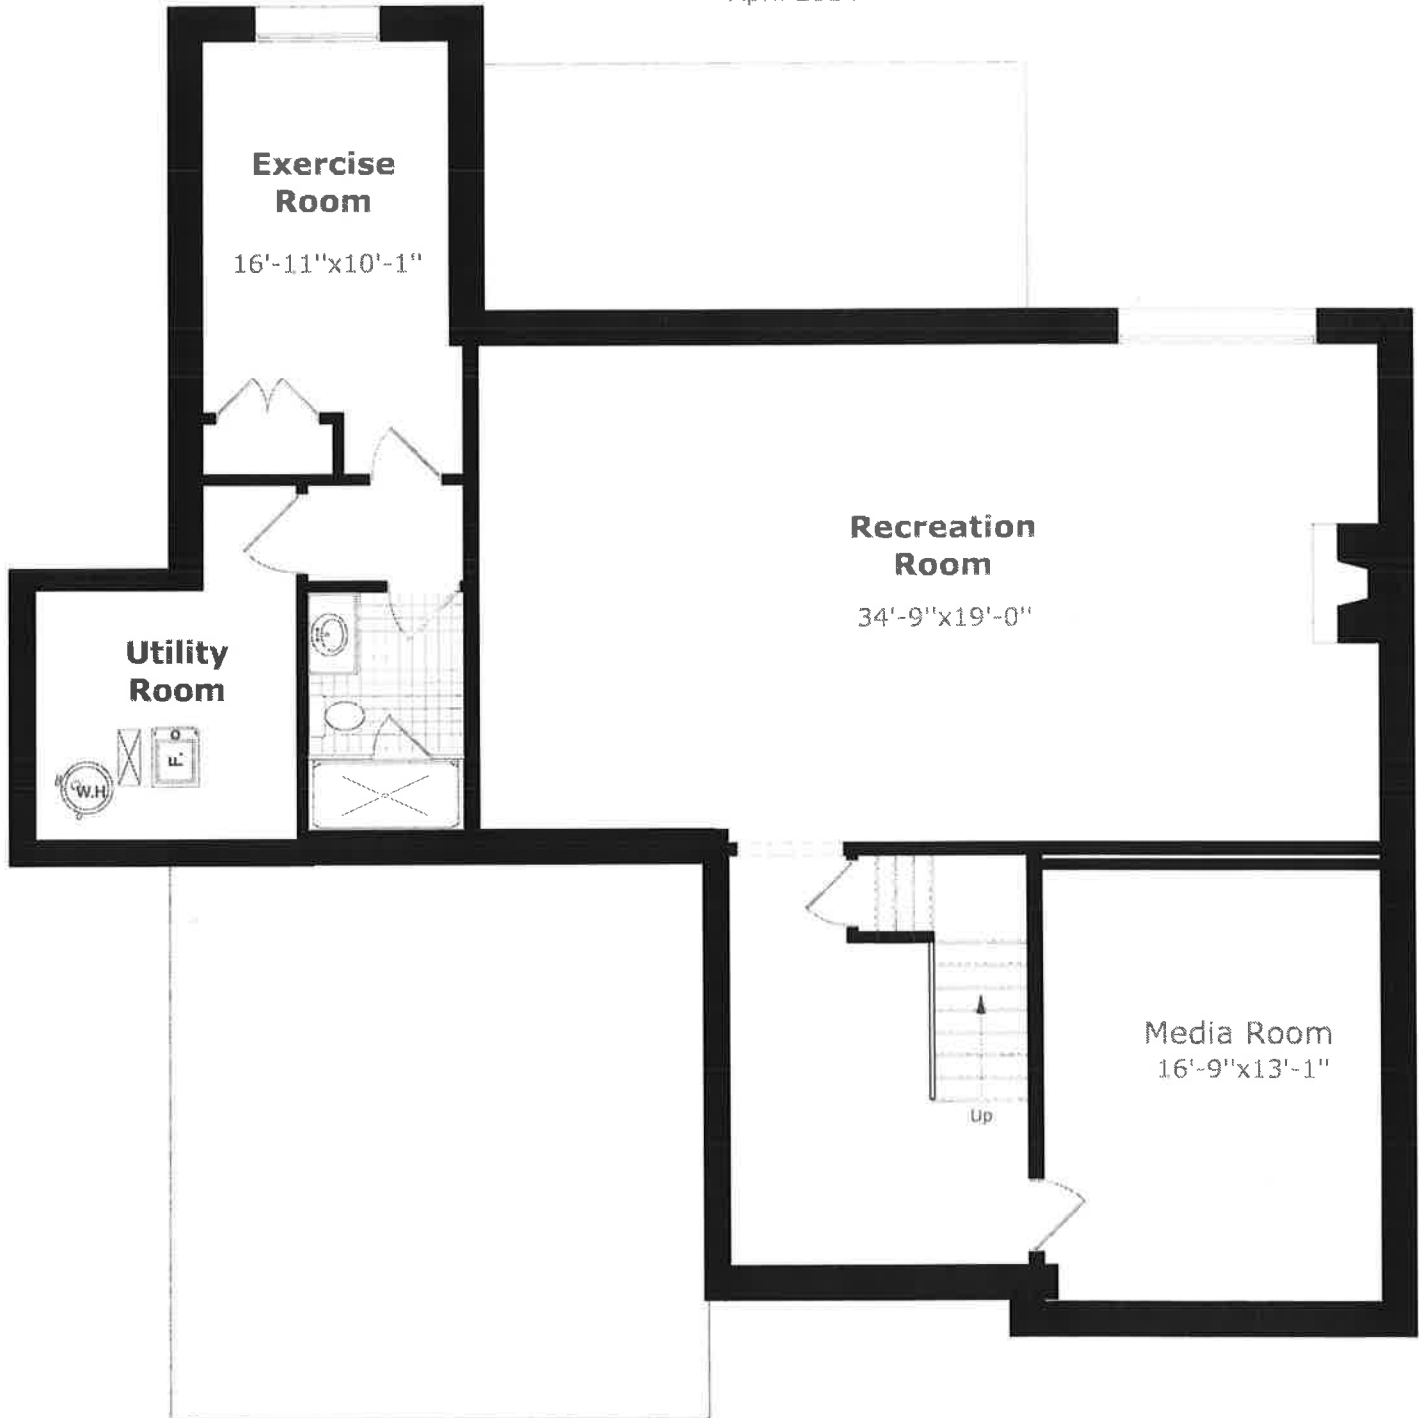 Exercise
Room
16'-11"x10'-1"
Recreation
Room
34'-9"x19'-0"
Utility
Room
F.
W.H
Media Room
16'-9"x13'-1"
Up